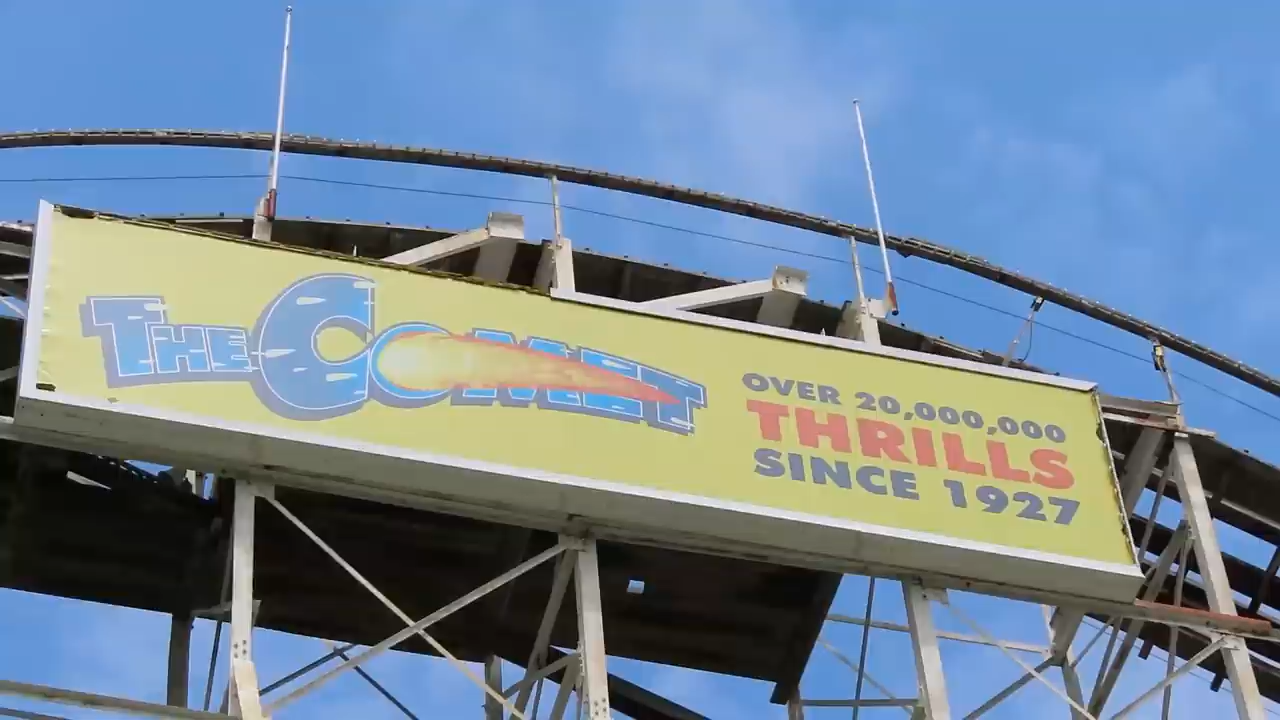 THE COMET
OVER 20,000,000
THRILLS
SINCE 1927